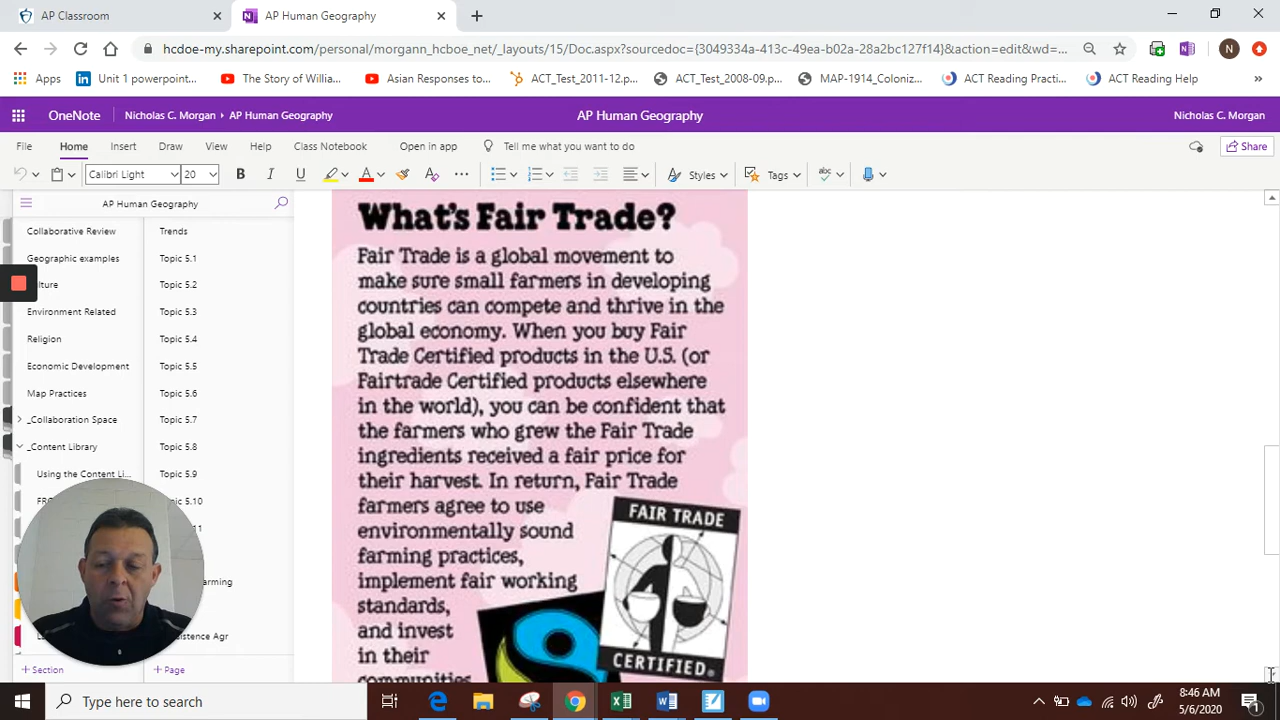 AP Classroom
AP Human Geography
hcdoe-my.sharepoint.com/personal/morgann_hcboe_net/_layouts/15/Doc.aspx?sourcedoc={3049334a-413c-49ea-b02a-28a2bc127f14}&action=edit&wd=...
N
Apps
Unit 1 powerpoint...
The Story of Willia...
Asian Responses to...
ACT_Test_2011-12.p...
ACT_Test_2008-09.p...
MAP-1914_Coloniz...
ACT Reading Practi...
ACT Reading Help
OneNote
Nicholas C. Morgan > AP Human Geography
AP Human Geography
Nicholas C. Morgan
File
Home
Insert
Draw
View
Help
Class Notebook
Open in app
Tell me what you want to do
Share
Calibri Light
20
B
I
U
A
Styles
Tags
abc
AP Human Geography
Collaborative Review
Geographic examples
Environment Related
Religion
Economic Development
Map Practices
_Collaboration Space
_Content Library
Using the Content Li...
+ Section
Trends
Topic 5.1
Topic 5.2
Topic 5.3
Topic 5.4
Topic 5.5
Topic 5.6
Topic 5.7
Topic 5.8
Topic 5.9
Topic 5.10
+ Page
What's Fair Trade?
Fair Trade is a global movement to
make sure small farmers in developing
countries can compete and thrive in the
global economy. When you buy Fair
Trade Certified products in the U.S. (or
Fairtrade Certified products elsewhere
in the world), you can be confident that
the farmers who grew the Fair Trade
ingredients received a fair price for
their harvest. In return, Fair Trade
farmers agree to use
environmentally sound
farming practices,
implement fair working
standards,
and invest
in their
communities
FAIR TRADE
CERTIFIED®
Type here to search
8:46 AM
5/6/2020
1